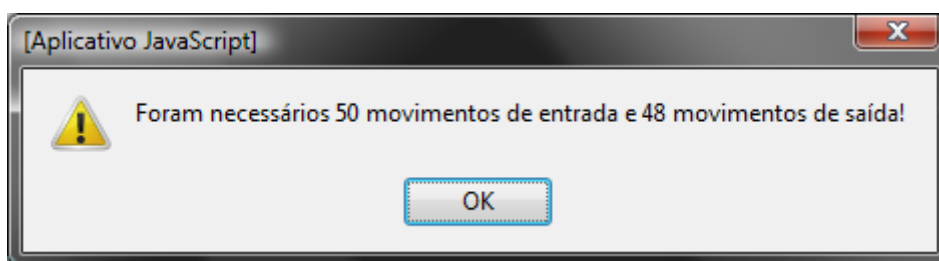 [Aplicativo JavaScript]
Foram necessários 50 movimentos de entrada e 48 movimentos de saída!
OK